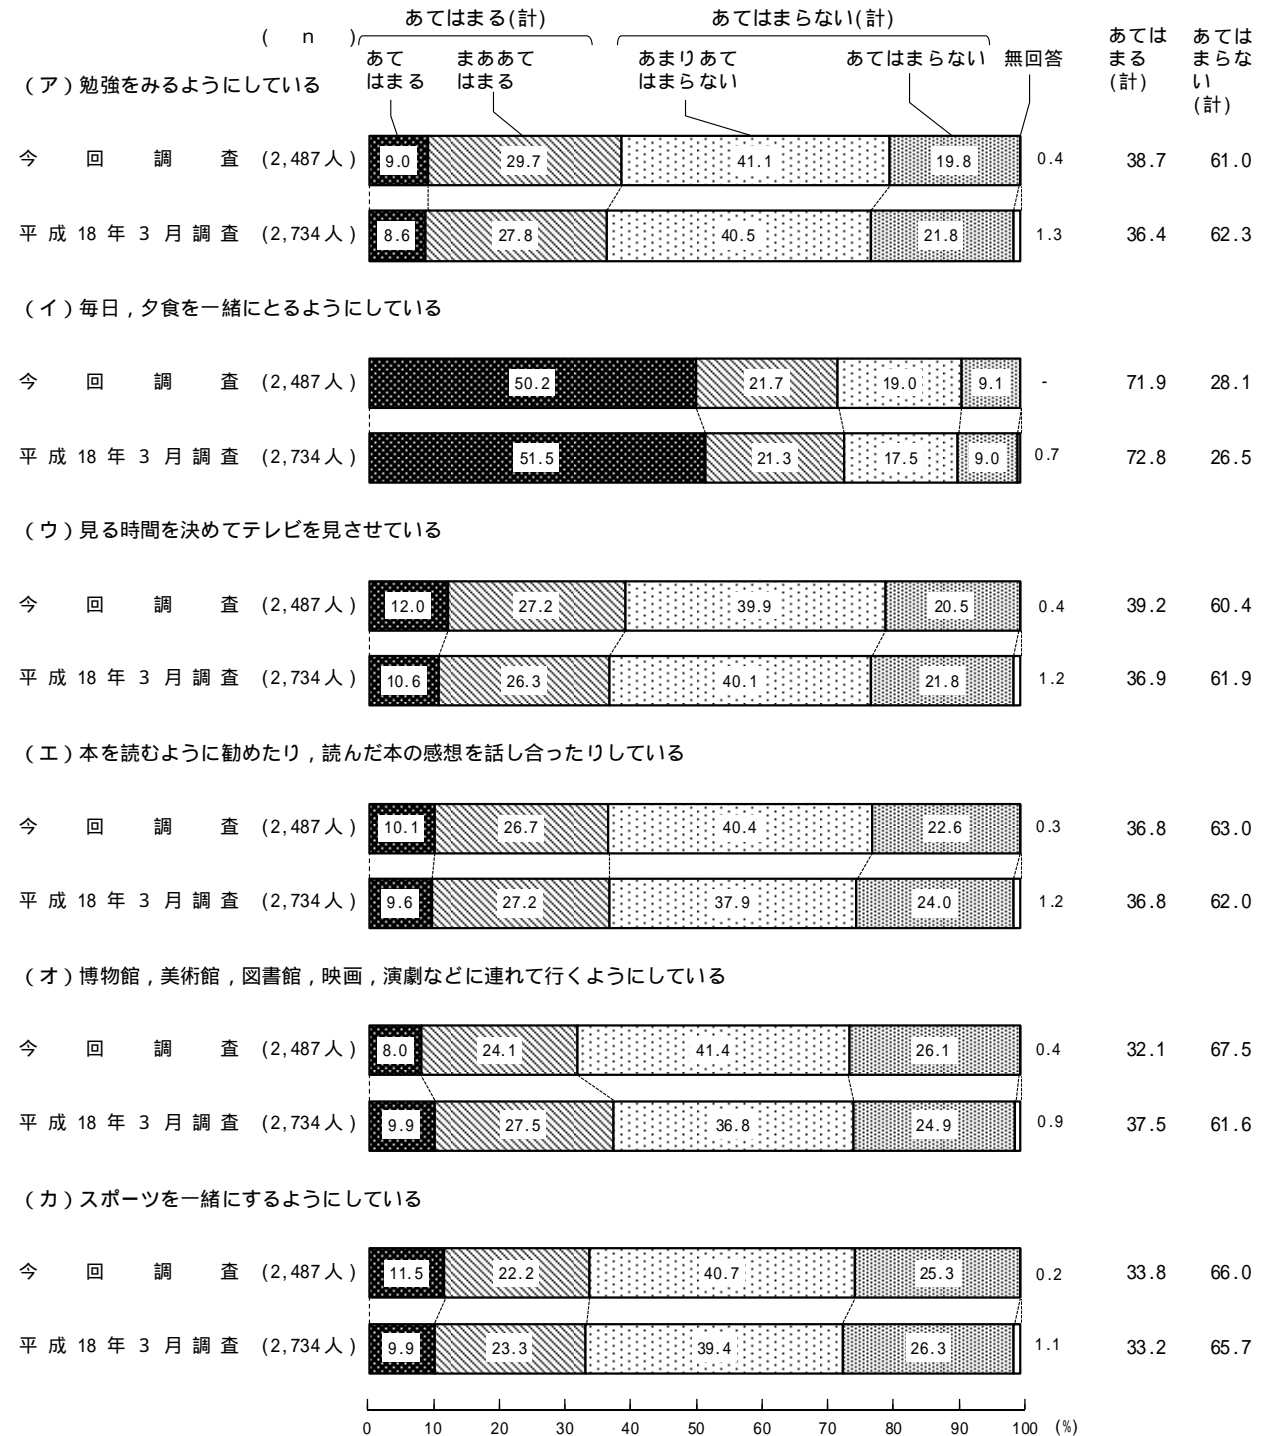 あてはまる(計) あてはまらない(計)
( n ) あてはまる まああてはまる あまりあてはまらない あてはまらない 無回答 あてはまる(計) あてはまらない(計)
(ア)勉強をみるようにしている
今回調査 (2,487人) 9.0 29.7 41.1 19.8 0.4 38.7 61.0
平成18年3月調査 (2,734人) 8.6 27.8 40.5 21.8 1.3 36.4 62.3
(イ)毎日,夕食を一緒にとるようにしている
今回調査 (2,487人) 50.2 21.7 19.0 9.1 - 71.9 28.1
平成18年3月調査 (2,734人) 51.5 21.3 17.5 9.0 0.7 72.8 26.5
(ウ)見る時間を決めてテレビを見させている
今回調査 (2,487人) 12.0 27.2 39.9 20.5 0.4 39.2 60.4
平成18年3月調査 (2,734人) 10.6 26.3 40.1 21.8 1.2 36.9 61.9
(エ)本を読むように勧めたり,読んだ本の感想を話し合ったりしている
今回調査 (2,487人) 10.1 26.7 40.4 22.6 0.3 36.8 63.0
平成18年3月調査 (2,734人) 9.6 27.2 37.9 24.0 1.2 36.8 62.0
(オ)博物館,美術館,図書館,映画,演劇などに連れて行くようにしている
今回調査 (2,487人) 8.0 24.1 41.4 26.1 0.4 32.1 67.5
平成18年3月調査 (2,734人) 9.9 27.5 36.8 24.9 0.9 37.5 61.6
(カ)スポーツを一緒にするようにしている
今回調査 (2,487人) 11.5 22.2 40.7 25.3 0.2 33.8 66.0
平成18年3月調査 (2,734人) 9.9 23.3 39.4 26.3 1.1 33.2 65.7
0 10 20 30 40 50 60 70 80 90 100 (%)